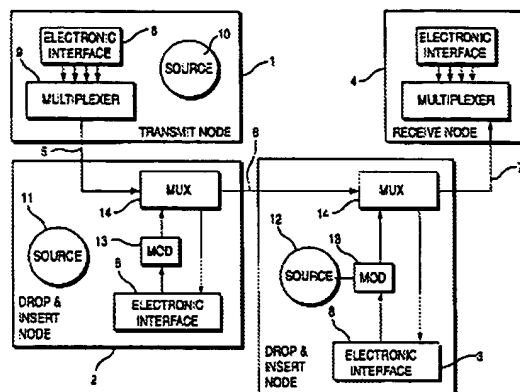 ELECTRONIC
INTERFACE
8
9
MULTIPLEXER
SOURCE
10
1
TRANSMIT NODE
5
ELECTRONIC
INTERFACE
4
MULTIPLEXER
RECEIVE NODE
7
6
11
SOURCE
MUX
14
13
MOD
8
ELECTRONIC
INTERFACE
DROP &
INSERT NODE
2
MUX
14
12
SOURCE
13
MOD
8
ELECTRONIC
INTERFACE
3
DROP &
INSERT NODE